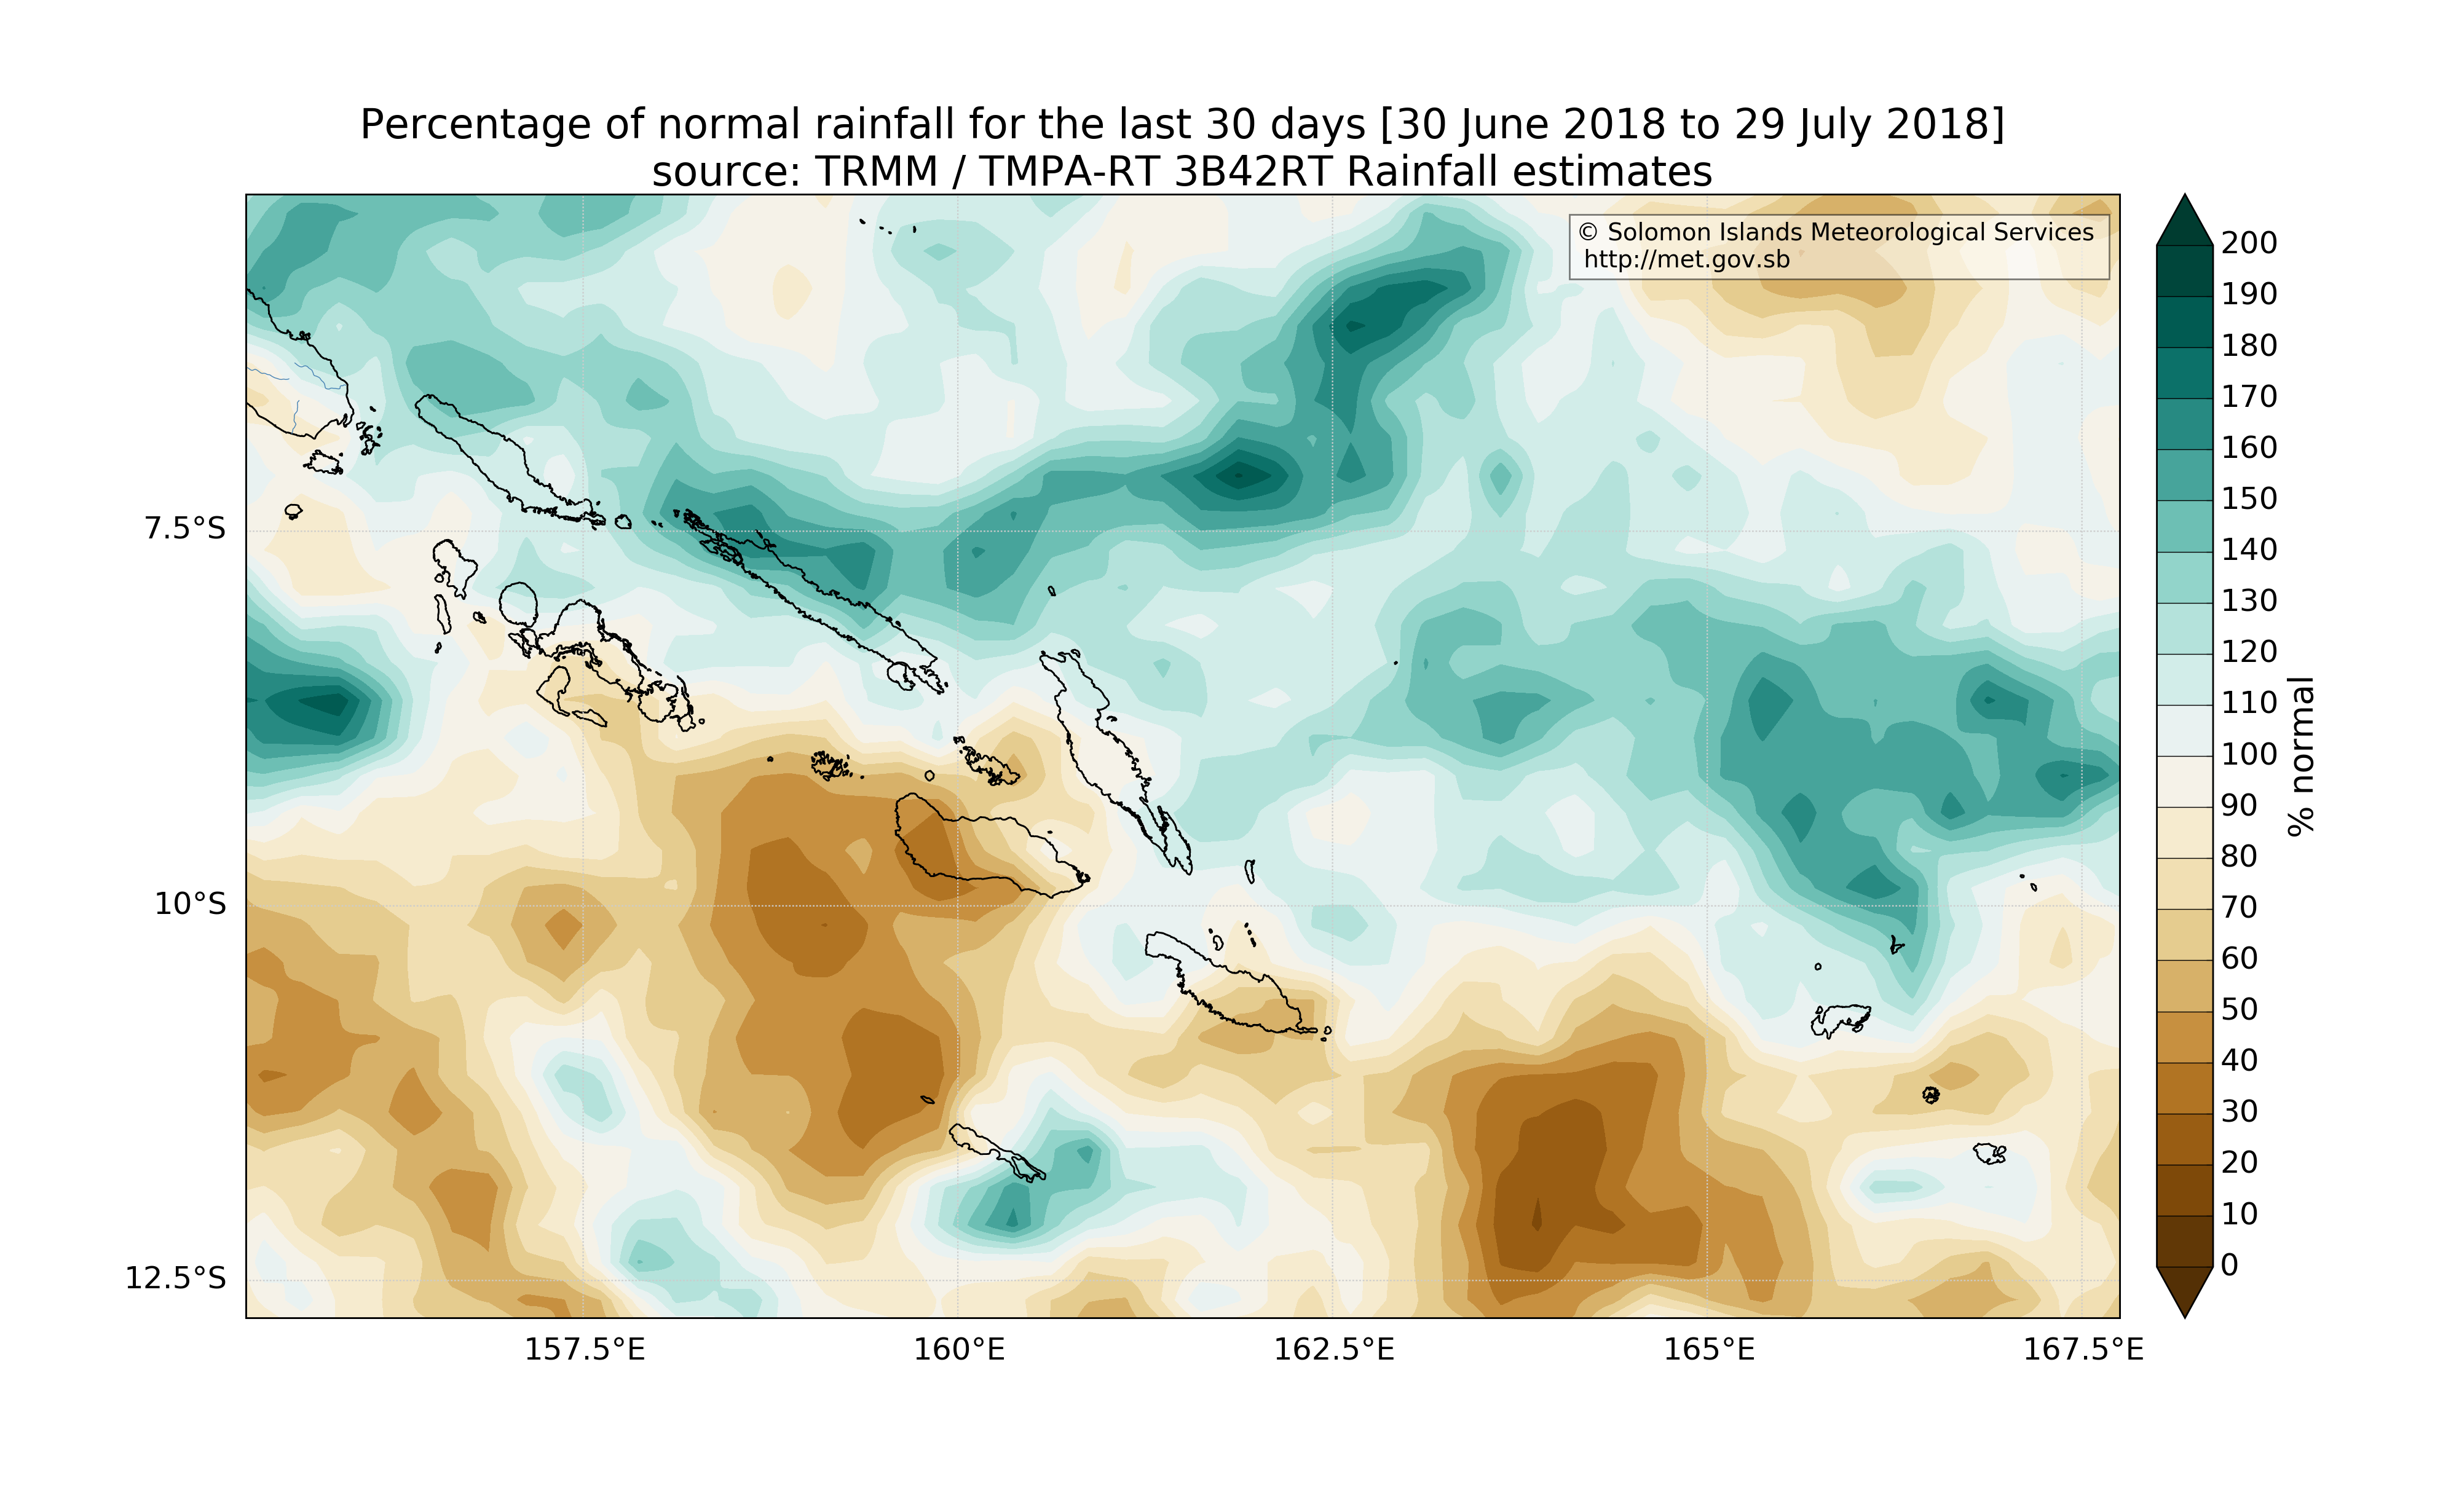 Percentage of normal rainfall for the last 30 days [30 June 2018 to 29 July 2018]
source: TRMM / TMPA-RT 3B42RT Rainfall estimates
© Solomon Islands Meteorological Services
http://met.gov.sb
7.5°S
10°S
12.5°S
157.5°E
160°E
162.5°E
165°E
167.5°E
200
190
180
170
160
150
140
130
120
110
100
90
80
70
60
50
40
30
20
10
0
% normal